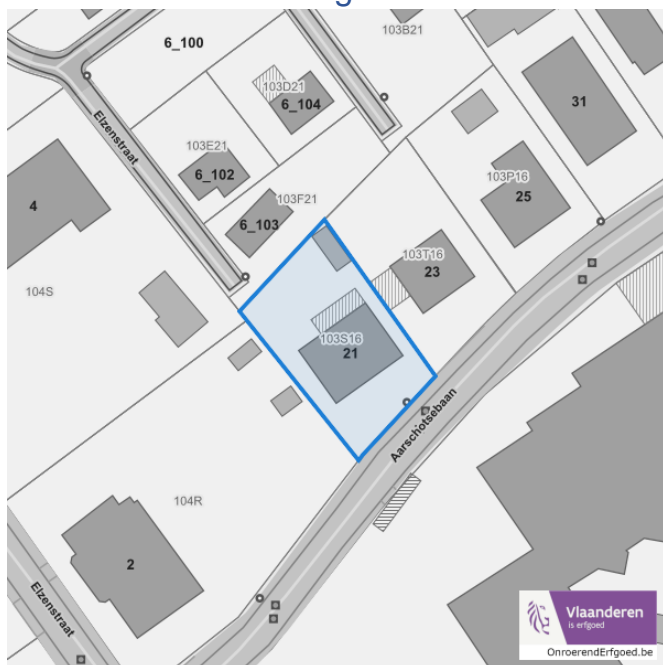 6_100
103B21
103D21
6_104
31
Elzenstraat
103E21
6_102
4
103P16
25
103F21
6_103
103T16
23
104S
103S16
21
Aarschotsebaan
104R
2
Elzenstraat
Vlaanderen
is erfgoed
OnroerendErfgoed.be